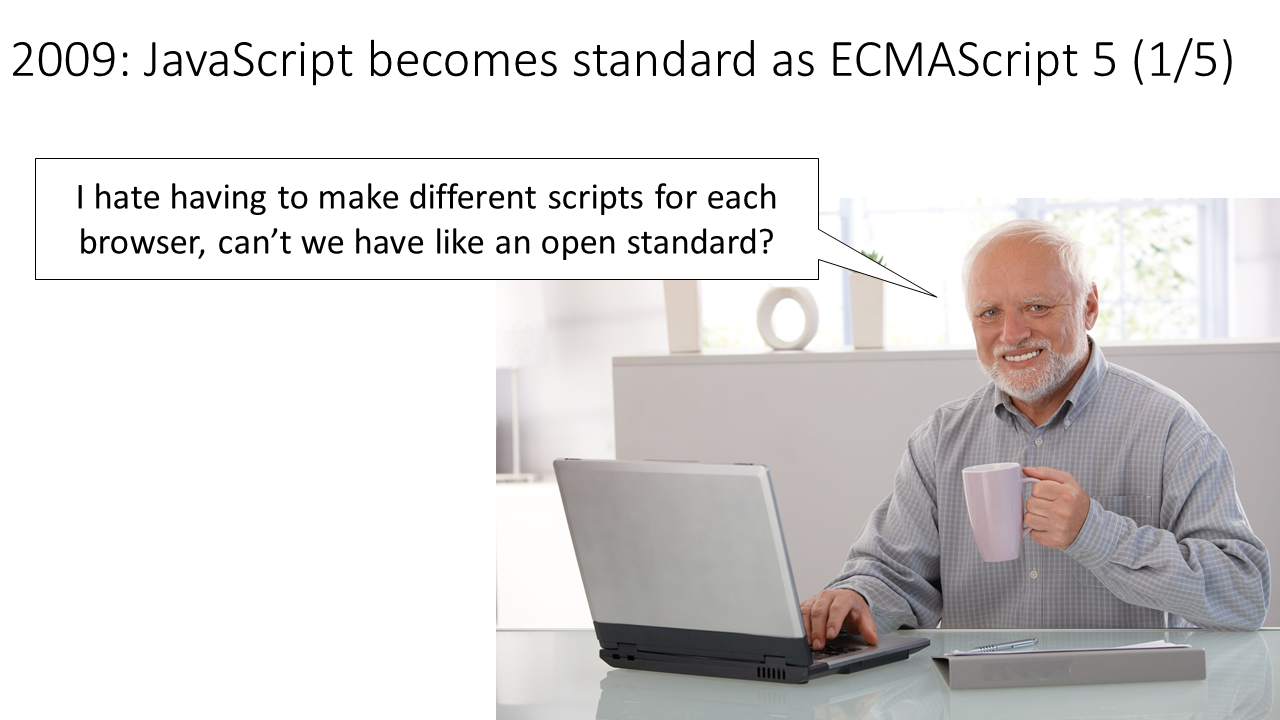 2009: JavaScript becomes standard as ECMAScript 5 (1/5)
I hate having to make different scripts for each
browser, can’t we have like an open standard?